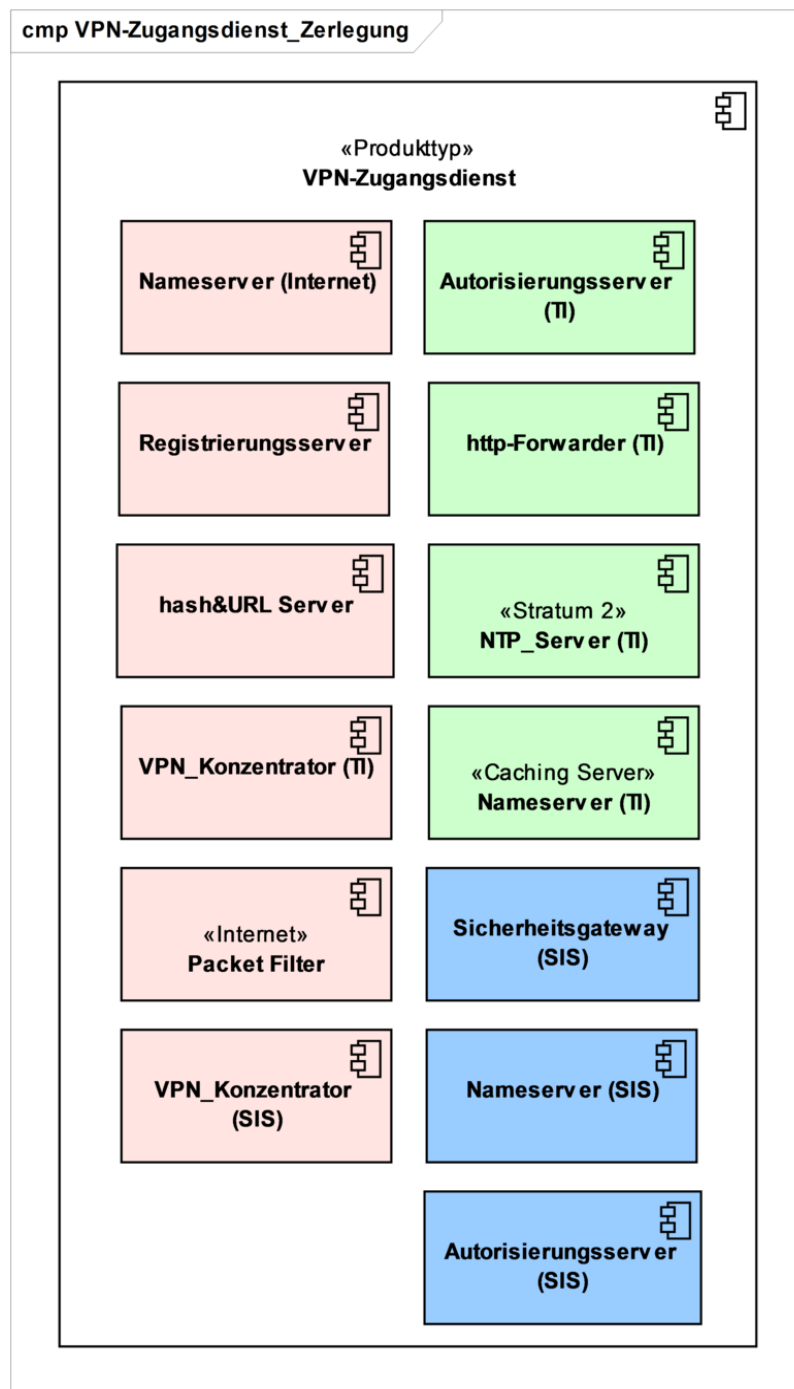 cmp VPN-Zugangsdienst_Zerlegung
«Produkttyp»
VPN-Zugangsdienst
Nameserver (Internet)
Autorisierungsserver
(TI)
Registrierungsserver
http-Forwarder (TI)
hash&URL Server
«Stratum 2»
NTP_Server (TI)
VPN_Konzentrator (TI)
«Caching Server»
Nameserver (TI)
«Internet»
Packet Filter
Sicherheitsgateway
(SIS)
VPN_Konzentrator
(SIS)
Nameserver (SIS)
Autorisierungsserver
(SIS)